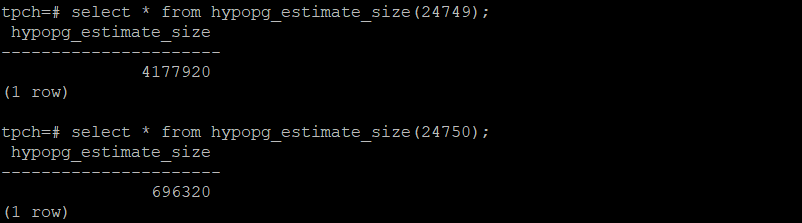 tpch=# select * from hypopg_estimate_size(24749);
 hypopg_estimate_size
----------------------
              4177920
(1 row)

tpch=# select * from hypopg_estimate_size(24750);
 hypopg_estimate_size
----------------------
               696320
(1 row)